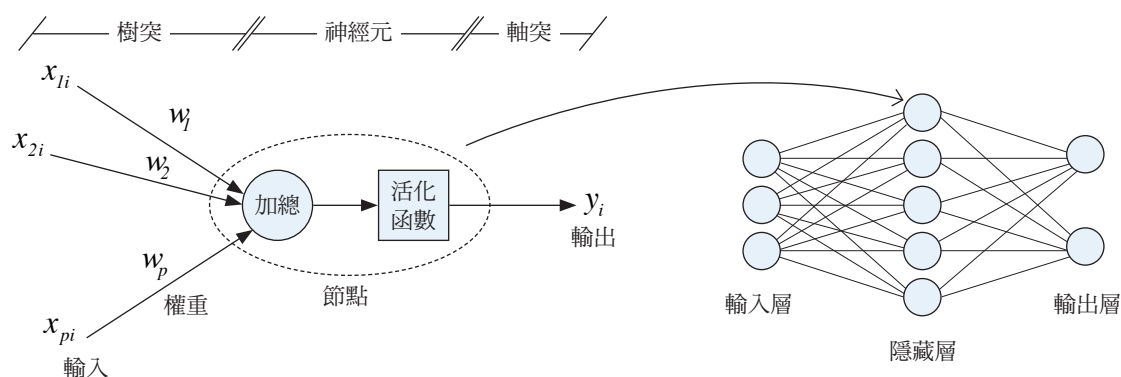 樹突 神經元 軸突
x1i
w1
x2i
w2
加總
活化
函數
yi
輸出
wp
節點
權重
xpi
輸入
輸入層
輸出層
隱藏層